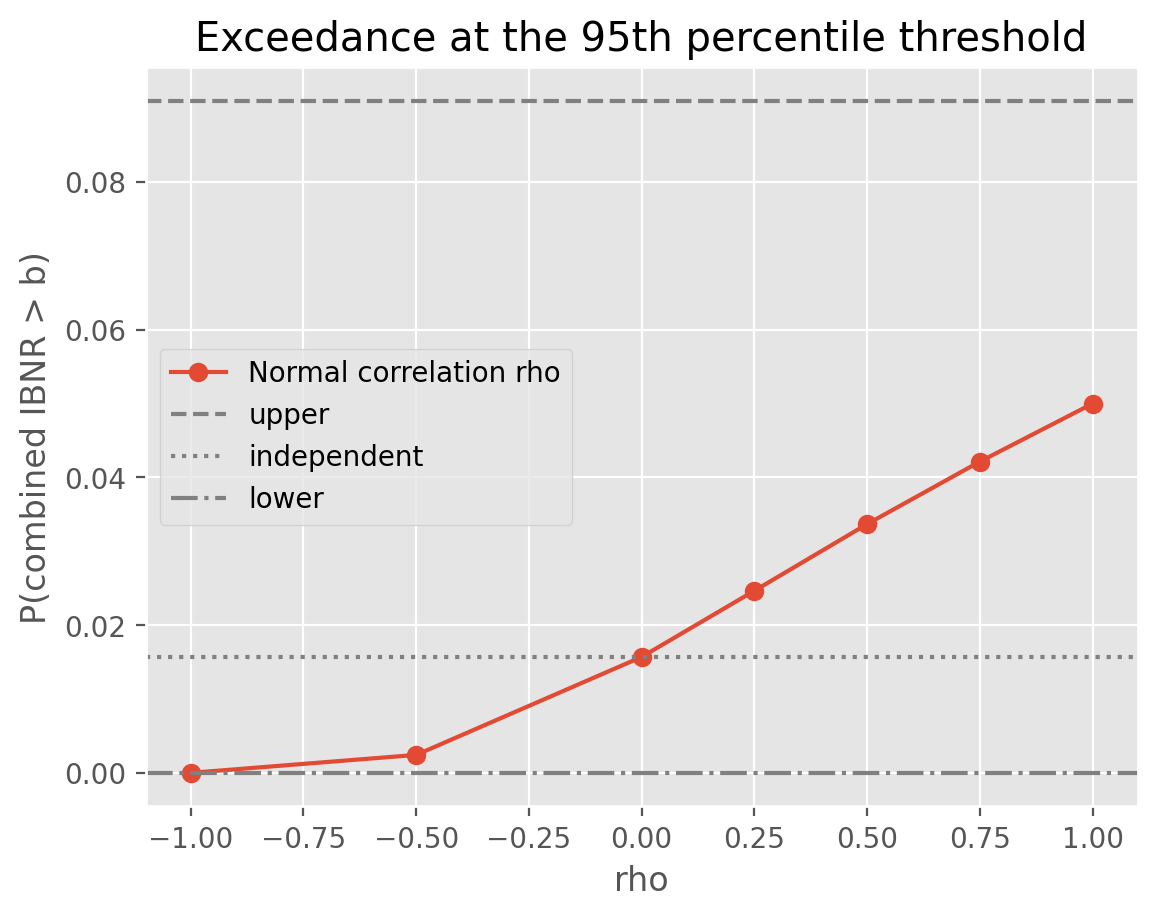 Exceedance at the 95th percentile threshold
P(combined IBNR > b)
0.08
0.06
0.04
0.02
0.00
Normal correlation rho
upper
independent
lower
−1.00 −0.75 −0.50 −0.25 0.00 0.25 0.50 0.75 1.00
rho